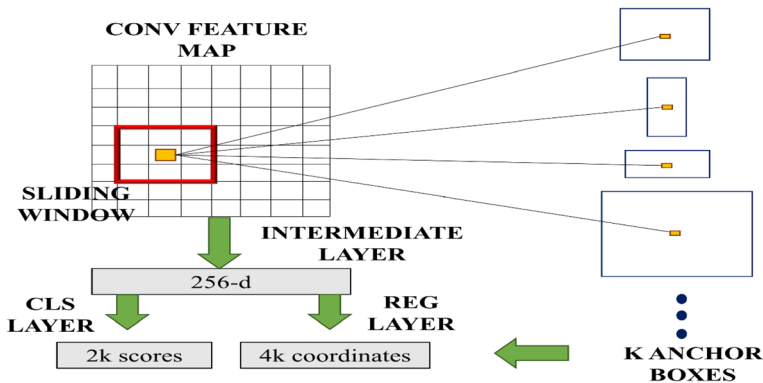 CONV FEATURE
MAP
SLIDING
WINDOW
INTERMEDIATE
LAYER
256-d
CLS
LAYER
REG
LAYER
2k scores
4k coordinates
K ANCHOR
BOXES